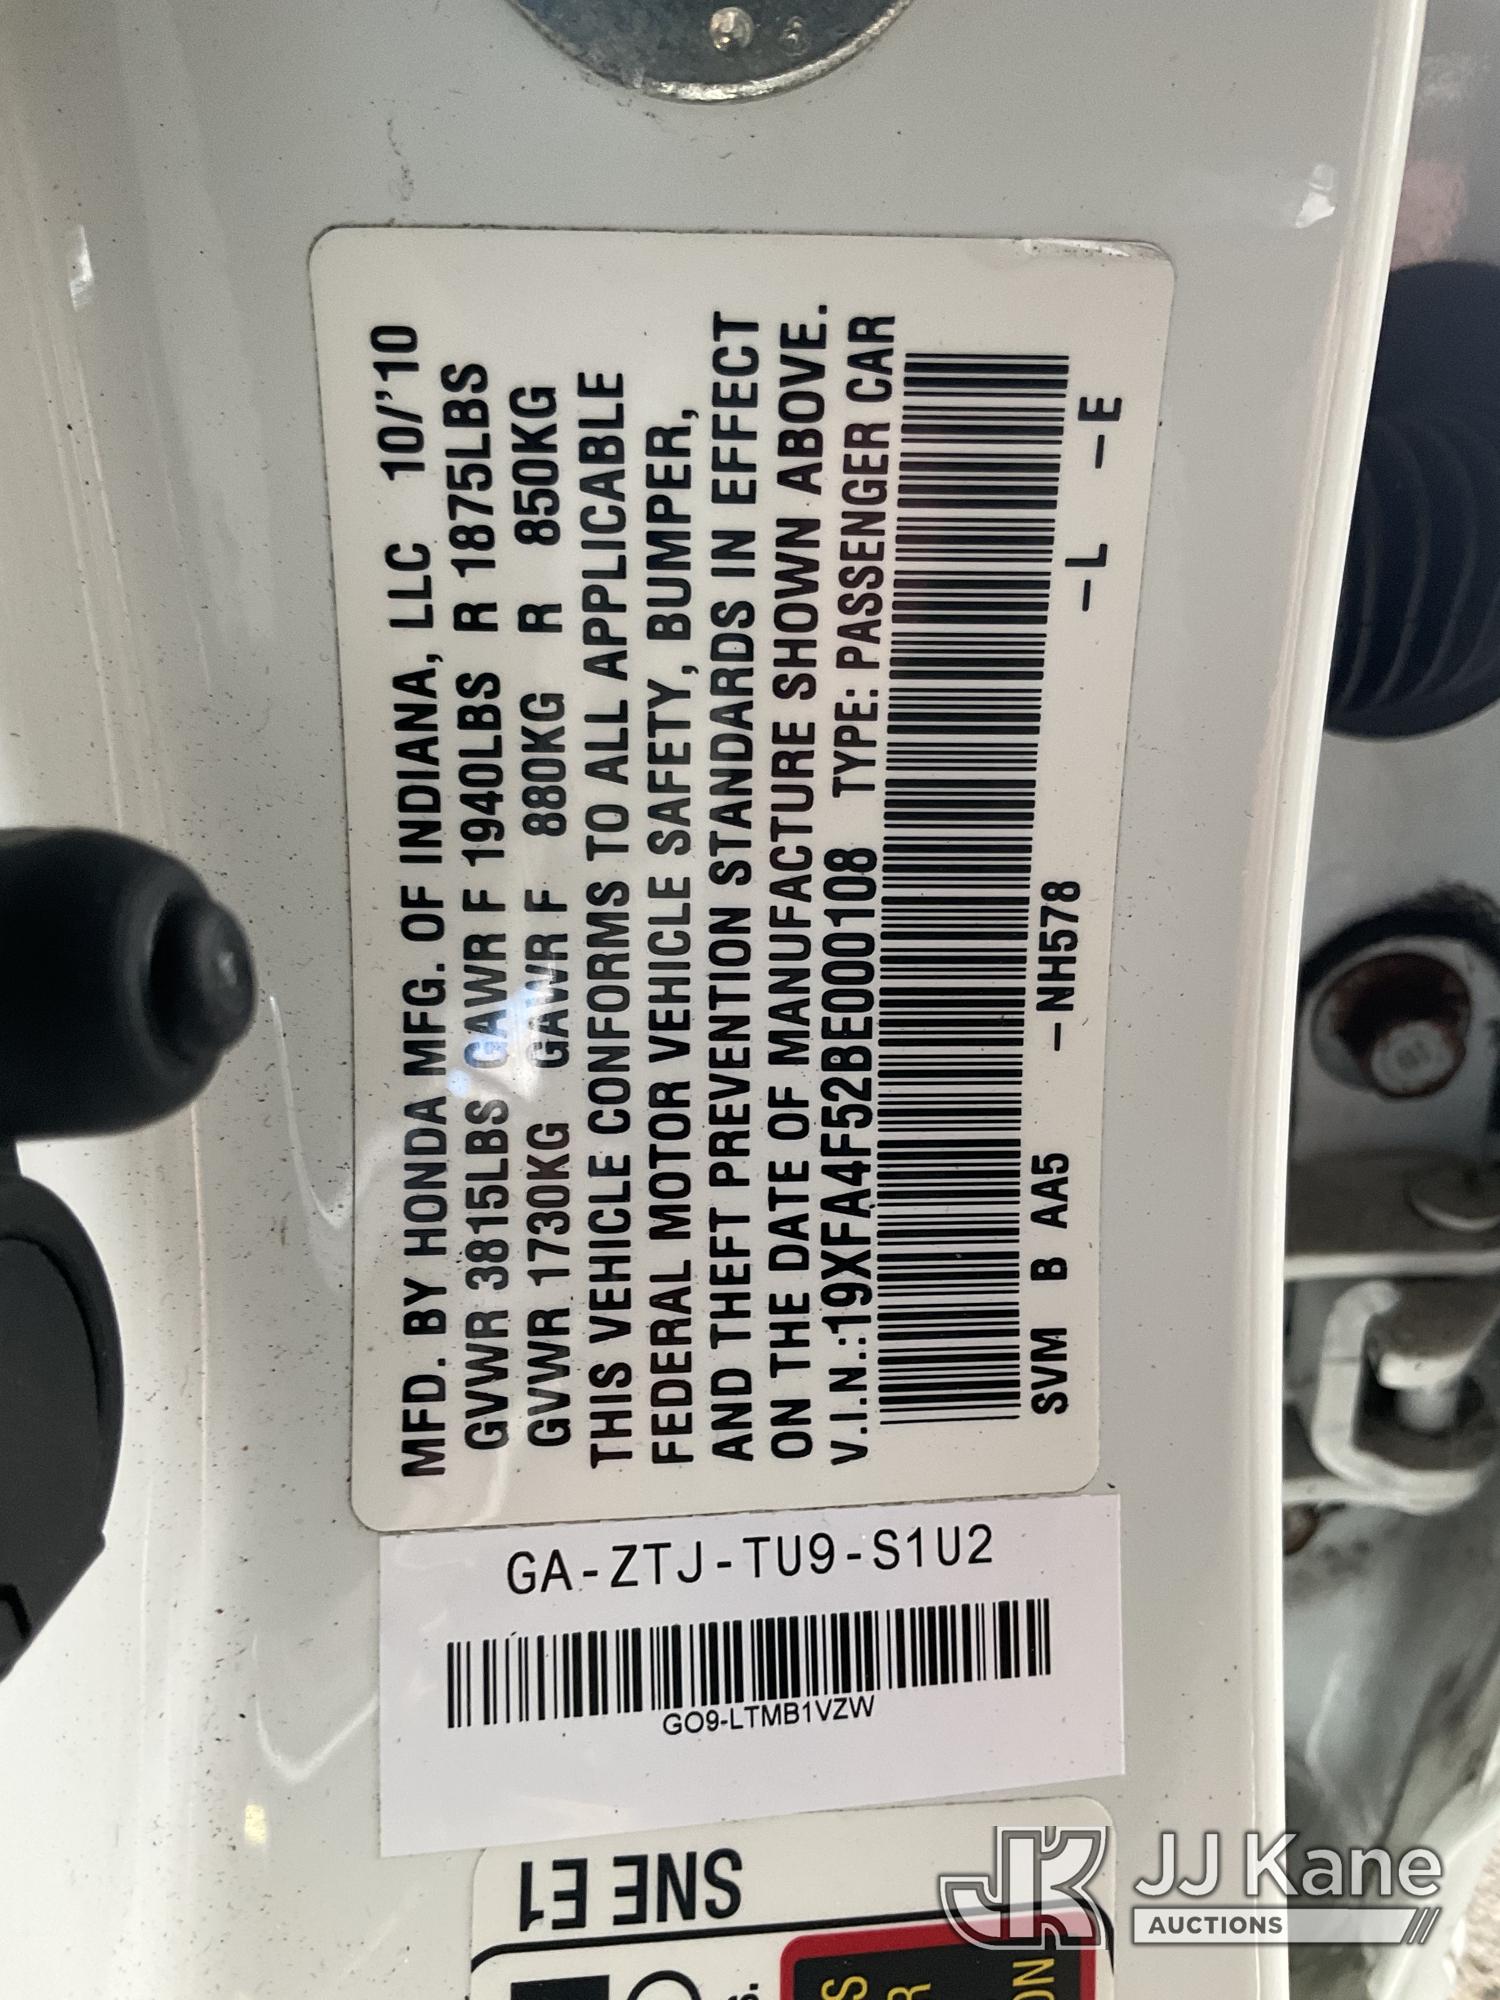 MFD. BY HONDA MFG. OF INDIANA, LLC 10/'10
GVWR 3815LBS GAWR F 1940LBS R 1875LBS
GVWR 1730KG GAWR F 880KG R 850KG
THIS VEHICLE CONFORMS TO ALL APPLICABLE
FEDERAL MOTOR VEHICLE SAFETY, BUMPER,
AND THEFT PREVENTION STANDARDS IN EFFECT
ON THE DATE OF MANUFACTURE SHOWN ABOVE.
V.I.N.:19XFA4F52BE000108 TYPE: PASSENGER CAR
SVM B AA5 -NH578 -L -E
GA-ZTJ-TU9-S1U2
GO9-LTMB1VZW
SNE E1
JJ Kane
AUCTIONS